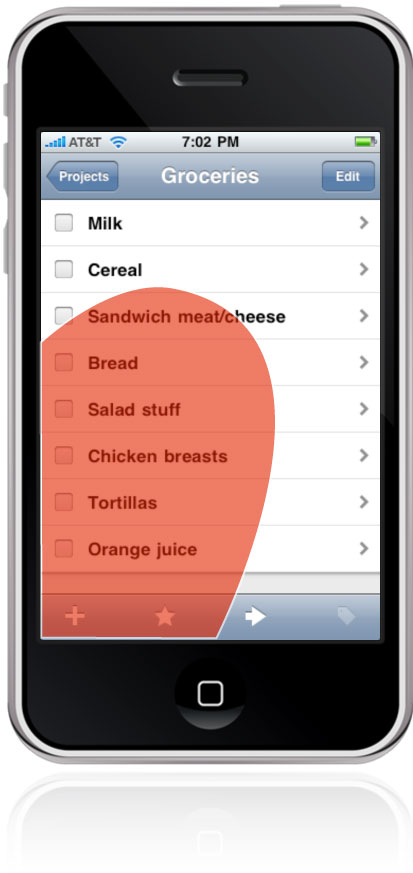 AT&T 7:02 PM
Projects Groceries Edit
Milk
Cereal
Sandwich meat/cheese
Bread
Salad stuff
Chicken breasts
Tortillas
Orange juice